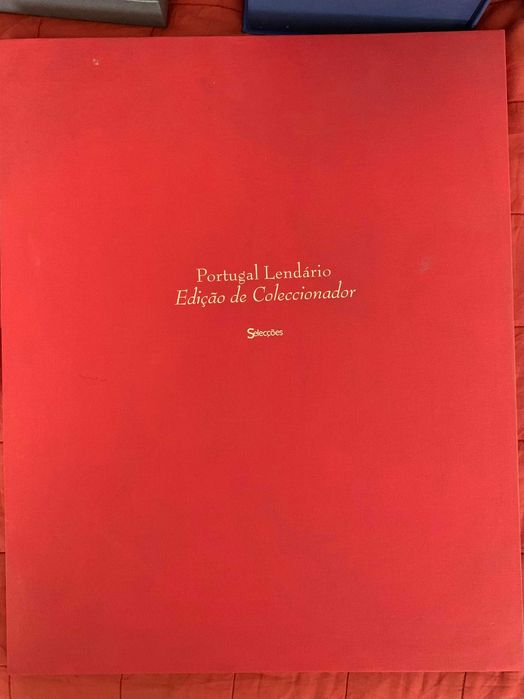 Portugal Lendário
Edição de Coleccionador
Selecções